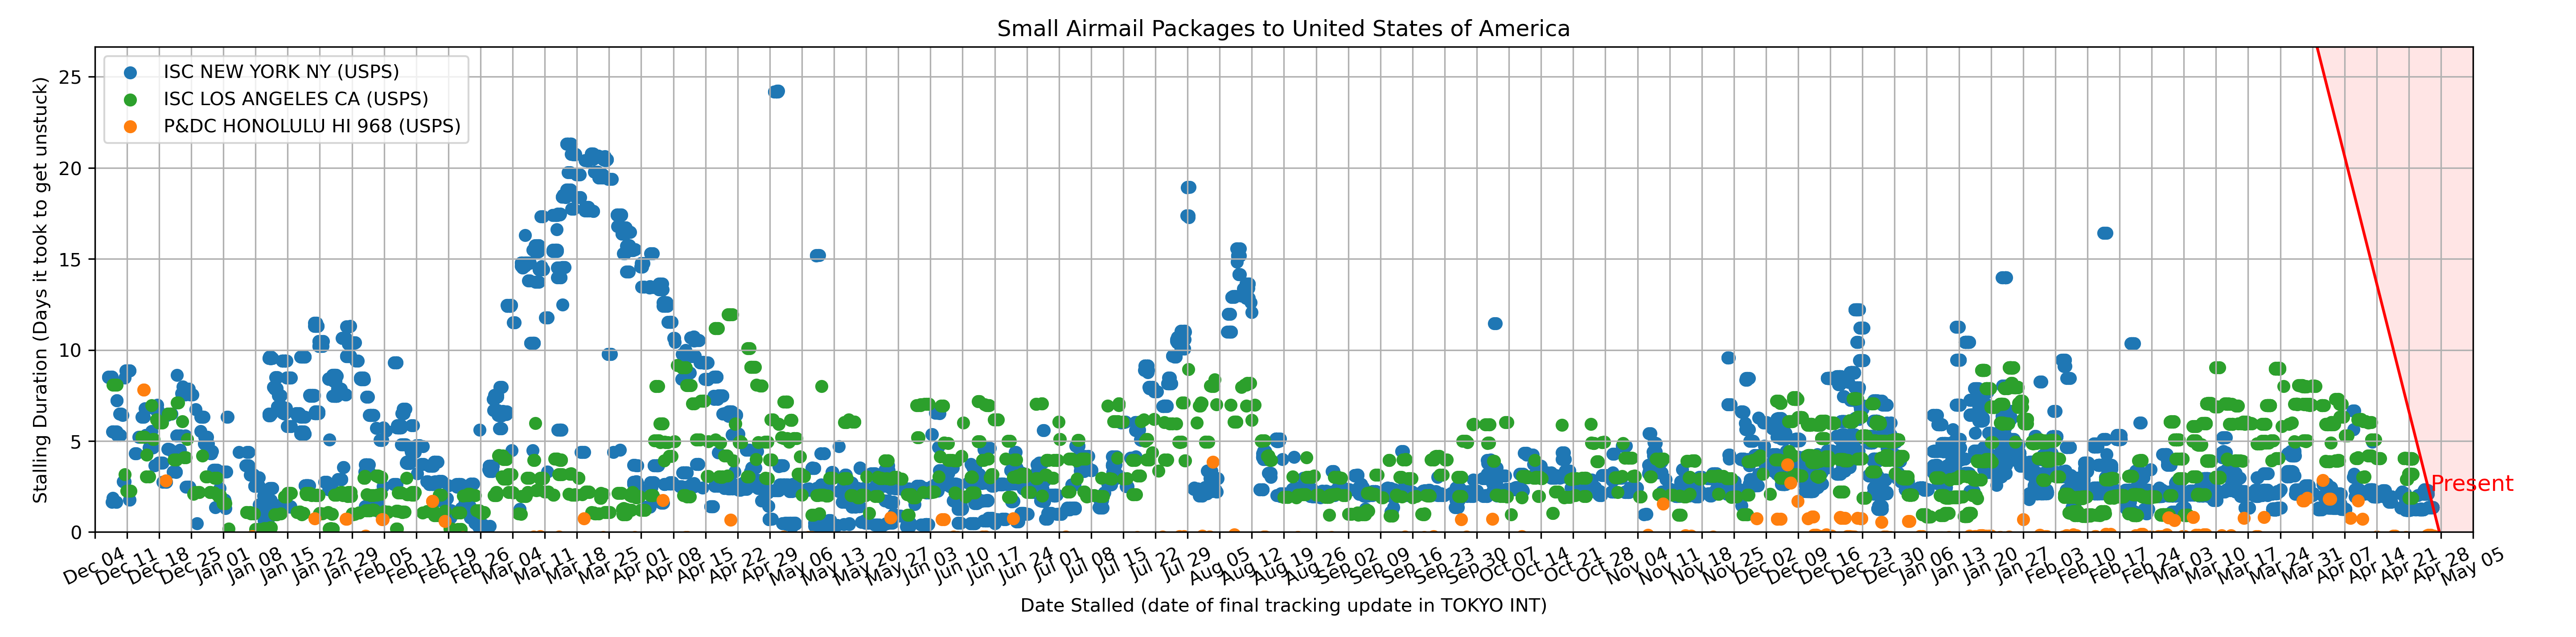 Small Airmail Packages to United States of America
ISC NEW YORK NY (USPS)
ISC LOS ANGELES CA (USPS)
P&DC HONOLULU HI 968 (USPS)
Stalling Duration (Days it took to get unstuck)
25
20
15
10
5
0
Present
Dec 04
Dec 11
Dec 18
Dec 25
Jan 01
Jan 08
Jan 15
Jan 22
Jan 29
Feb 05
Feb 12
Feb 19
Feb 26
Mar 04
Mar 11
Mar 18
Mar 25
Apr 01
Apr 08
Apr 15
Apr 22
Apr 29
May 06
May 13
May 20
May 27
Jun 03
Jun 10
Jun 17
Jun 24
Jul 01
Jul 08
Jul 15
Jul 22
Jul 29
Aug 05
Aug 12
Aug 19
Aug 26
Sep 02
Sep 09
Sep 16
Sep 23
Sep 30
Oct 07
Oct 14
Oct 21
Oct 28
Nov 04
Nov 11
Nov 18
Nov 25
Dec 02
Dec 09
Dec 16
Dec 23
Dec 30
Jan 06
Jan 13
Jan 20
Jan 27
Feb 03
Feb 10
Feb 17
Feb 24
Mar 03
Mar 10
Mar 17
Mar 24
Mar 31
Apr 07
Apr 14
Apr 21
Apr 28
May 05
Date Stalled (date of final tracking update in TOKYO INT)